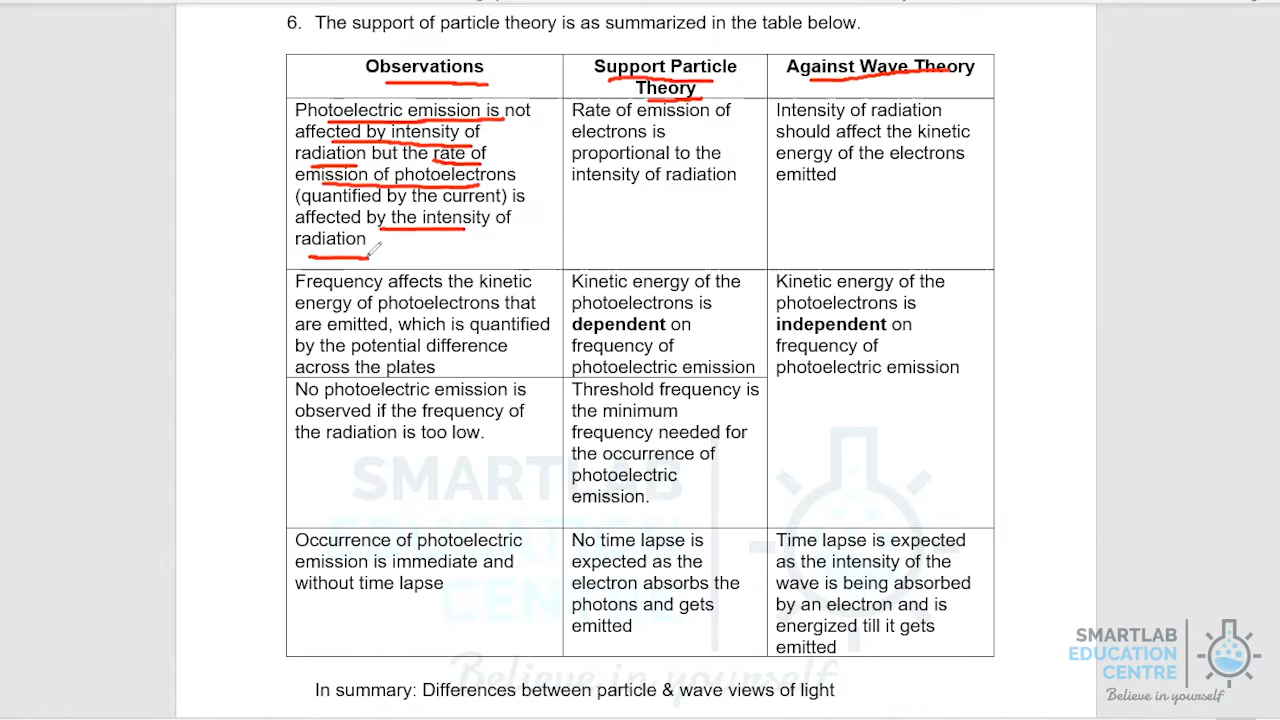 6. The support of particle theory is as summarized in the table below.
Observations
Support Particle
Theory
Against Wave Theory
Photoelectric emission is not
affected by intensity of
radiation but the rate of
emission of photoelectrons
(quantified by the current) is
affected by the intensity of
radiation
Rate of emission of
electrons is
proportional to the
intensity of radiation
Intensity of radiation
should affect the kinetic
energy of the electrons
emitted
Frequency affects the kinetic
energy of photoelectrons that
are emitted, which is quantified
by the potential difference
across the plates
Kinetic energy of the
photoelectrons is
dependent on
frequency of
photoelectric emission
Kinetic energy of the
photoelectrons is
independent on
frequency of
photoelectric emission
No photoelectric emission is
observed if the frequency of
the radiation is too low.
Threshold frequency is
the minimum
frequency needed for
the occurrence of
photoelectric
emission.
Occurrence of photoelectric
emission is immediate and
without time lapse
No time lapse is
expected as the
electron absorbs the
photons and gets
emitted
Time lapse is expected
as the intensity of the
wave is being absorbed
by an electron and is
energized till it gets
emitted
In summary: Differences between particle & wave views of light
SMARTLAB
EDUCATION
CENTRE
Believe in yourself
SMARTLAB
EDUCATION
CENTRE
Believe in yourself